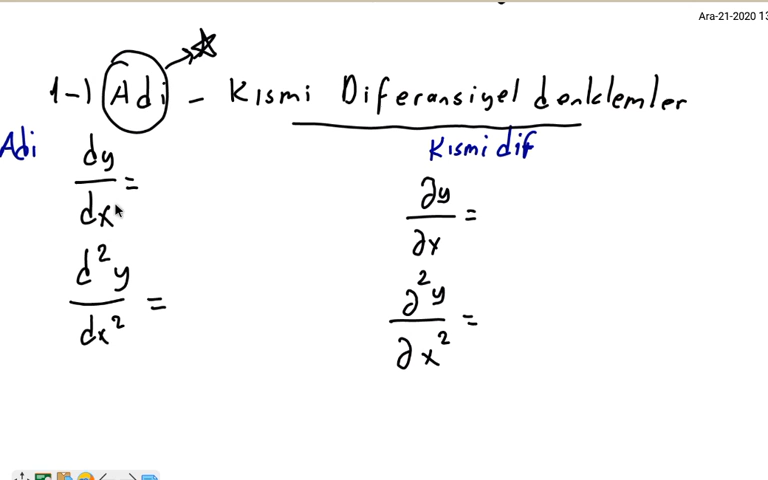 Ara-21-2020 13
1-) Adi - Kısmi Diferansiyel denklemler
Adi
Kısmi dif
dy/dx =
∂y/∂x =
d²y/dx² =
∂²y/∂x² =